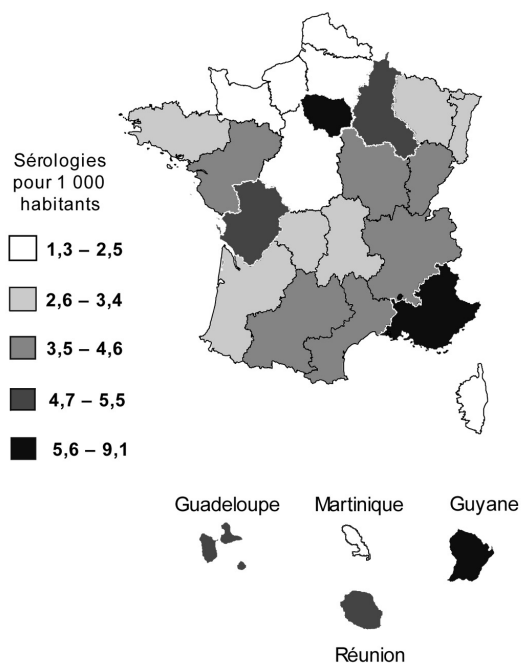 Sérologies
pour 1 000
habitants
1,3 – 2,5
2,6 – 3,4
3,5 – 4,6
4,7 – 5,5
5,6 – 9,1
Guadeloupe
Martinique
Guyane
Réunion